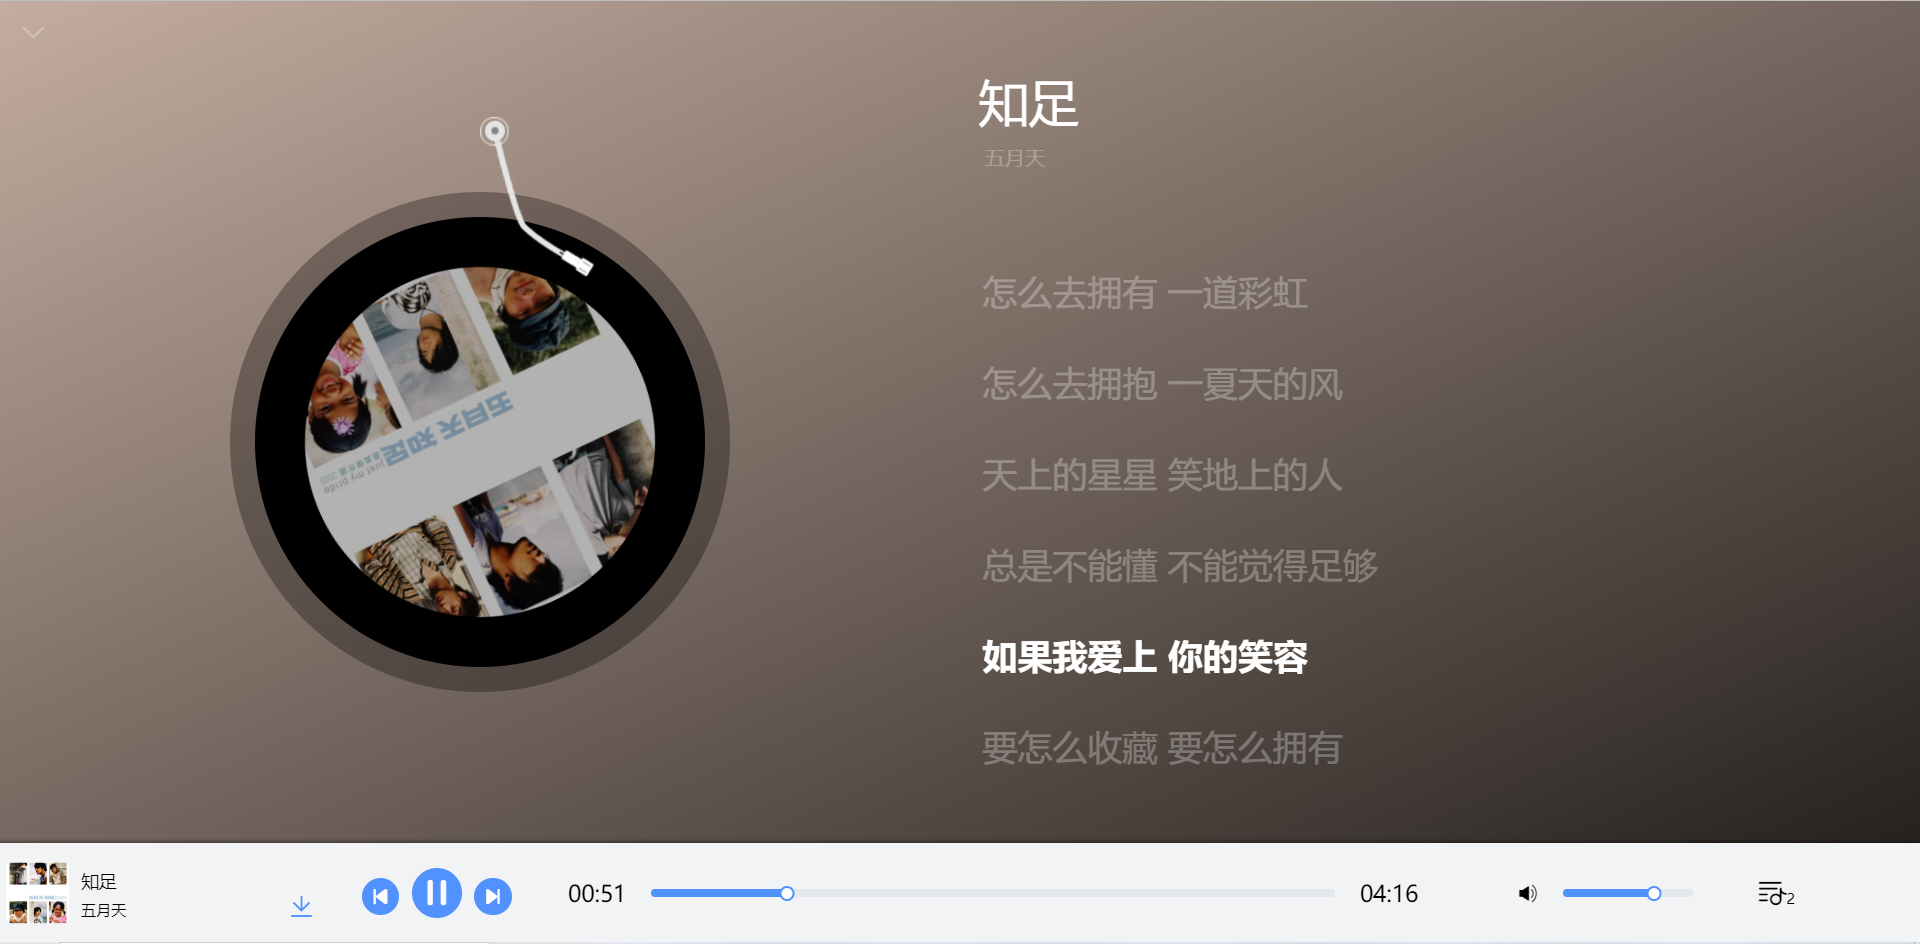 知足
五月天
怎么去拥有 一道彩虹
怎么去拥抱 一夏天的风
天上的星星 笑地上的人
总是不能懂 不能觉得足够
如果我爱上 你的笑容
要怎么收藏 要怎么拥有
五月天 知足
just my pride
知足
五月天
00:51
04:16
2